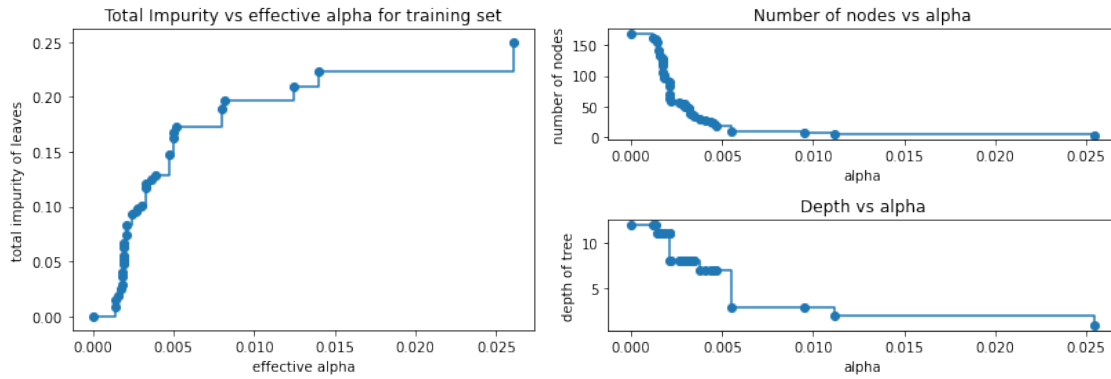 Total Impurity vs effective alpha for training set
total impurity of leaves
0.25
0.20
0.15
0.10
0.05
0.00
0.000 0.005 0.010 0.015 0.020 0.025
effective alpha
Number of nodes vs alpha
number of nodes
150
100
50
0
0.000 0.005 0.010 0.015 0.020 0.025
alpha
Depth vs alpha
depth of tree
10
5
0.000 0.005 0.010 0.015 0.020 0.025
alpha